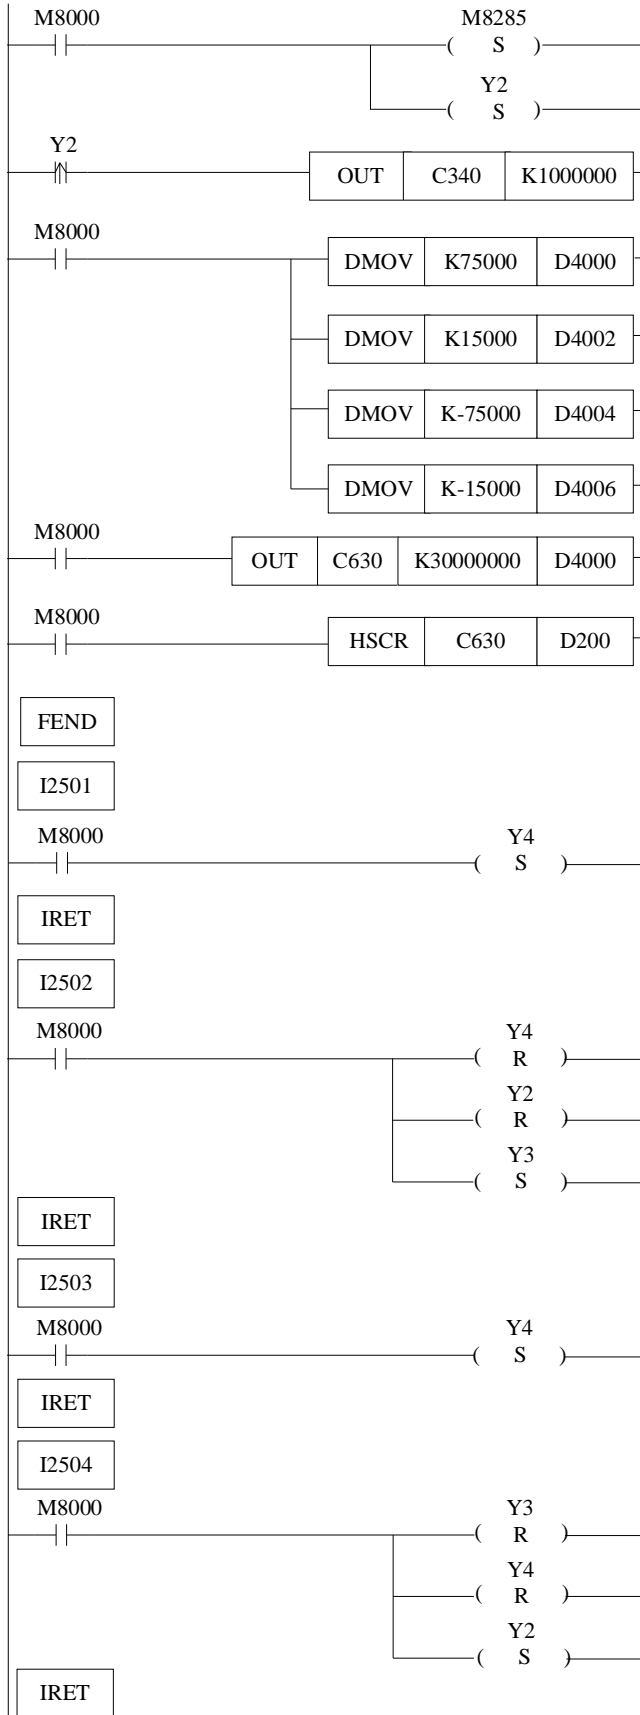 M8000 M8285
( S )
Y2
( S )
Y2
OUT C340 K1000000
M8000
DMOV K75000 D4000
DMOV K15000 D4002
DMOV K-75000 D4004
DMOV K-15000 D4006
M8000
OUT C630 K30000000 D4000
M8000
HSCR C630 D200
FEND
I2501
M8000 Y4
( S )
IRET
I2502
M8000 Y4
( R )
Y2
( R )
Y3
( S )
IRET
I2503
M8000 Y4
( S )
IRET
I2504
M8000 Y3
( R )
Y4
( R )
Y2
( S )
IRET